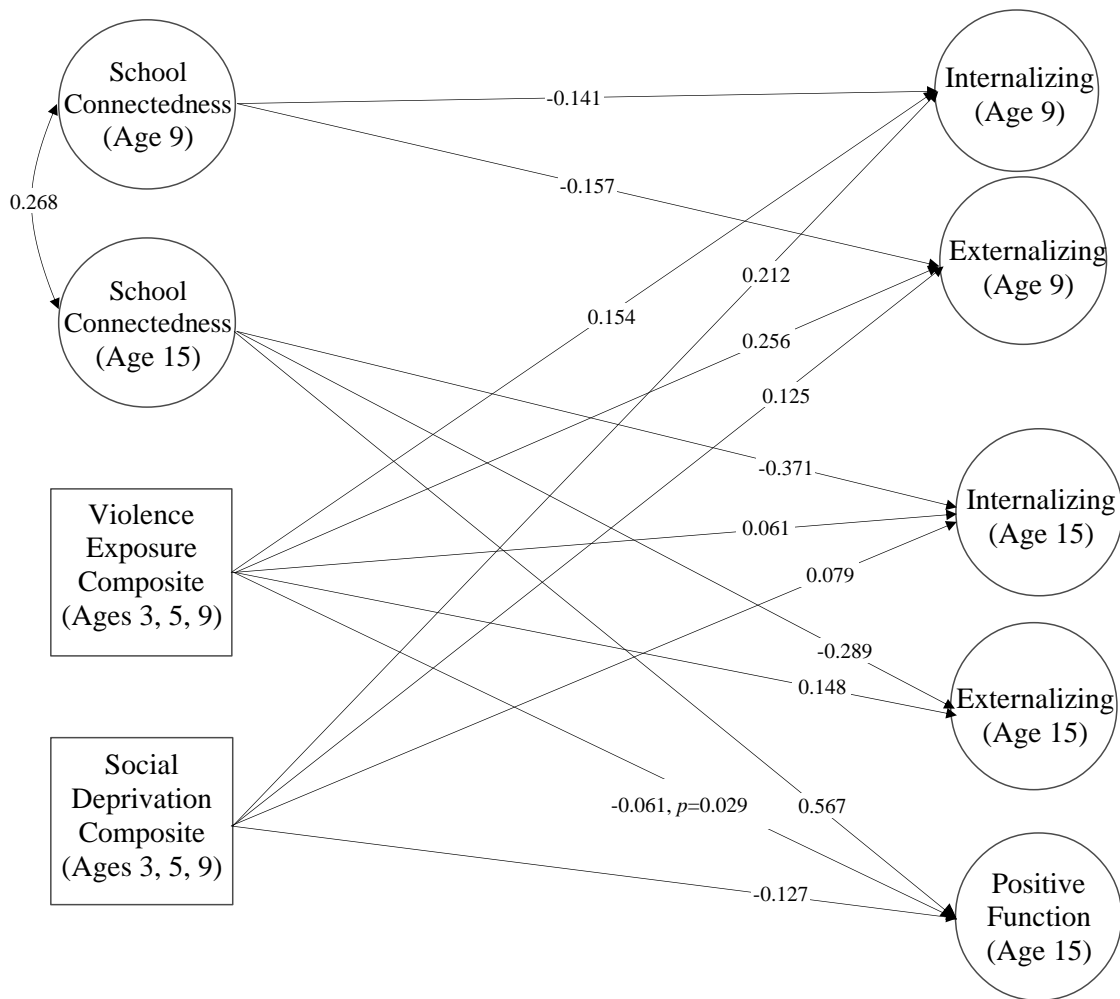 School
Connectedness
(Age 9)
Internalizing
(Age 9)
-0.141
-0.157
0.268
Externalizing
(Age 9)
School
Connectedness
(Age 15)
0.212
0.154
0.256
0.125
-0.371
Internalizing
(Age 15)
Violence
Exposure
Composite
(Ages 3, 5, 9)
0.061
0.079
-0.289
0.148
Externalizing
(Age 15)
Social
Deprivation
Composite
(Ages 3, 5, 9)
-0.061, p=0.029
0.567
-0.127
Positive
Function
(Age 15)